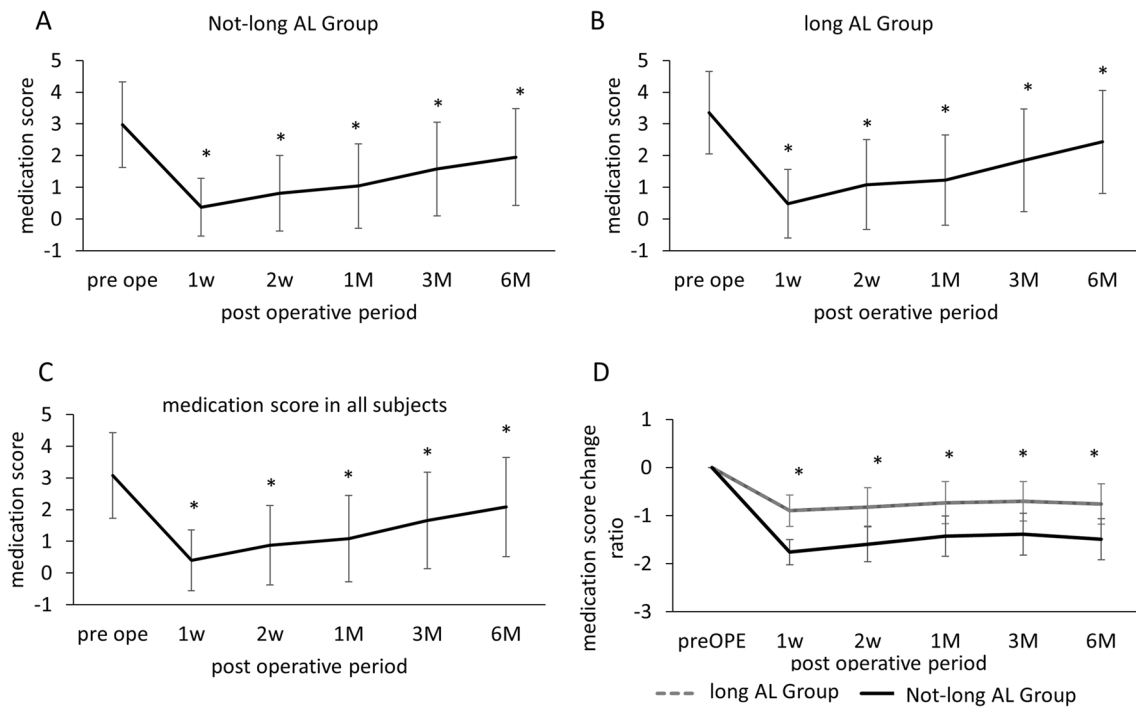 A
Not-long AL Group
medication score
5
4
3
2
1
0
-1
*
*
*
*
*
pre ope 1w 2w 1M 3M 6M
post operative period
B
long AL Group
medication score
5
4
3
2
1
0
-1
*
*
*
*
*
pre ope 1w 2w 1M 3M 6M
post oerative period
C
medication score in all subjects
medication score
5
4
3
2
1
0
-1
*
*
*
*
*
pre ope 1w 2w 1M 3M 6M
post operative period
D
medication score change
ratio
1
0
-1
-2
-3
*
*
*
*
*
preOPE 1w 2w 1M 3M 6M
post operative period
long AL Group Not-long AL Group